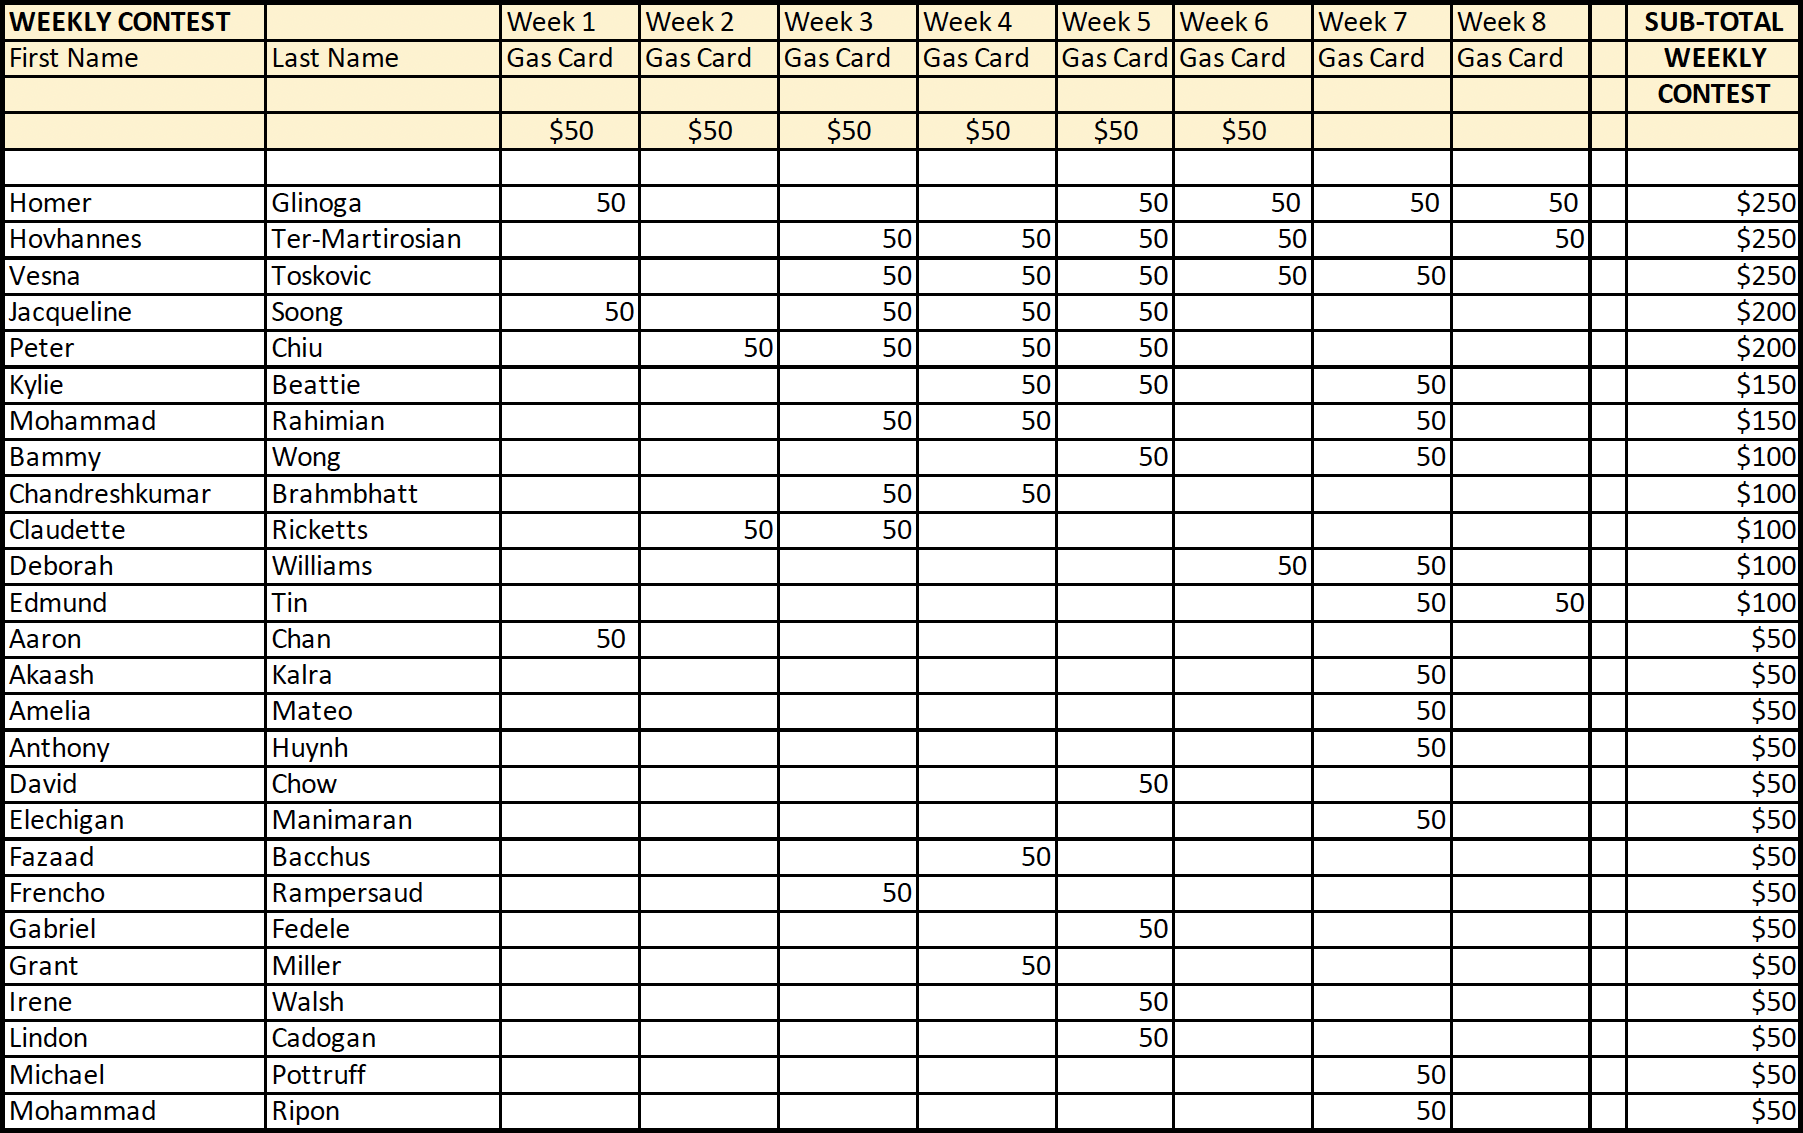 WEEKLY CONTEST Week 1 Week 2 Week 3 Week 4 Week 5 Week 6 Week 7 Week 8 SUB-TOTAL
First Name Last Name Gas Card Gas Card Gas Card Gas Card Gas Card Gas Card Gas Card Gas Card WEEKLY
CONTEST
$50 $50 $50 $50 $50 $50
Homer Glinoga 50 50 50 50 50 $250
Hovhannes Ter-Martirosian 50 50 50 50 50 $250
Vesna Toskovic 50 50 50 50 50 $250
Jacqueline Soong 50 50 50 50 $200
Peter Chiu 50 50 50 50 $200
Kylie Beattie 50 50 50 $150
Mohammad Rahimian 50 50 50 $150
Bammy Wong 50 50 $100
Chandreshkumar Brahmbhatt 50 50 $100
Claudette Ricketts 50 50 $100
Deborah Williams 50 50 $100
Edmund Tin 50 50 $100
Aaron Chan 50 $50
Akaash Kalra 50 $50
Amelia Mateo 50 $50
Anthony Huynh 50 $50
David Chow 50 $50
Elechigan Manimaran 50 $50
Fazaad Bacchus 50 $50
Frencho Rampersaud 50 $50
Gabriel Fedele 50 $50
Grant Miller 50 $50
Irene Walsh 50 $50
Lindon Cadogan 50 $50
Michael Pottruff 50 $50
Mohammad Ripon 50 $50